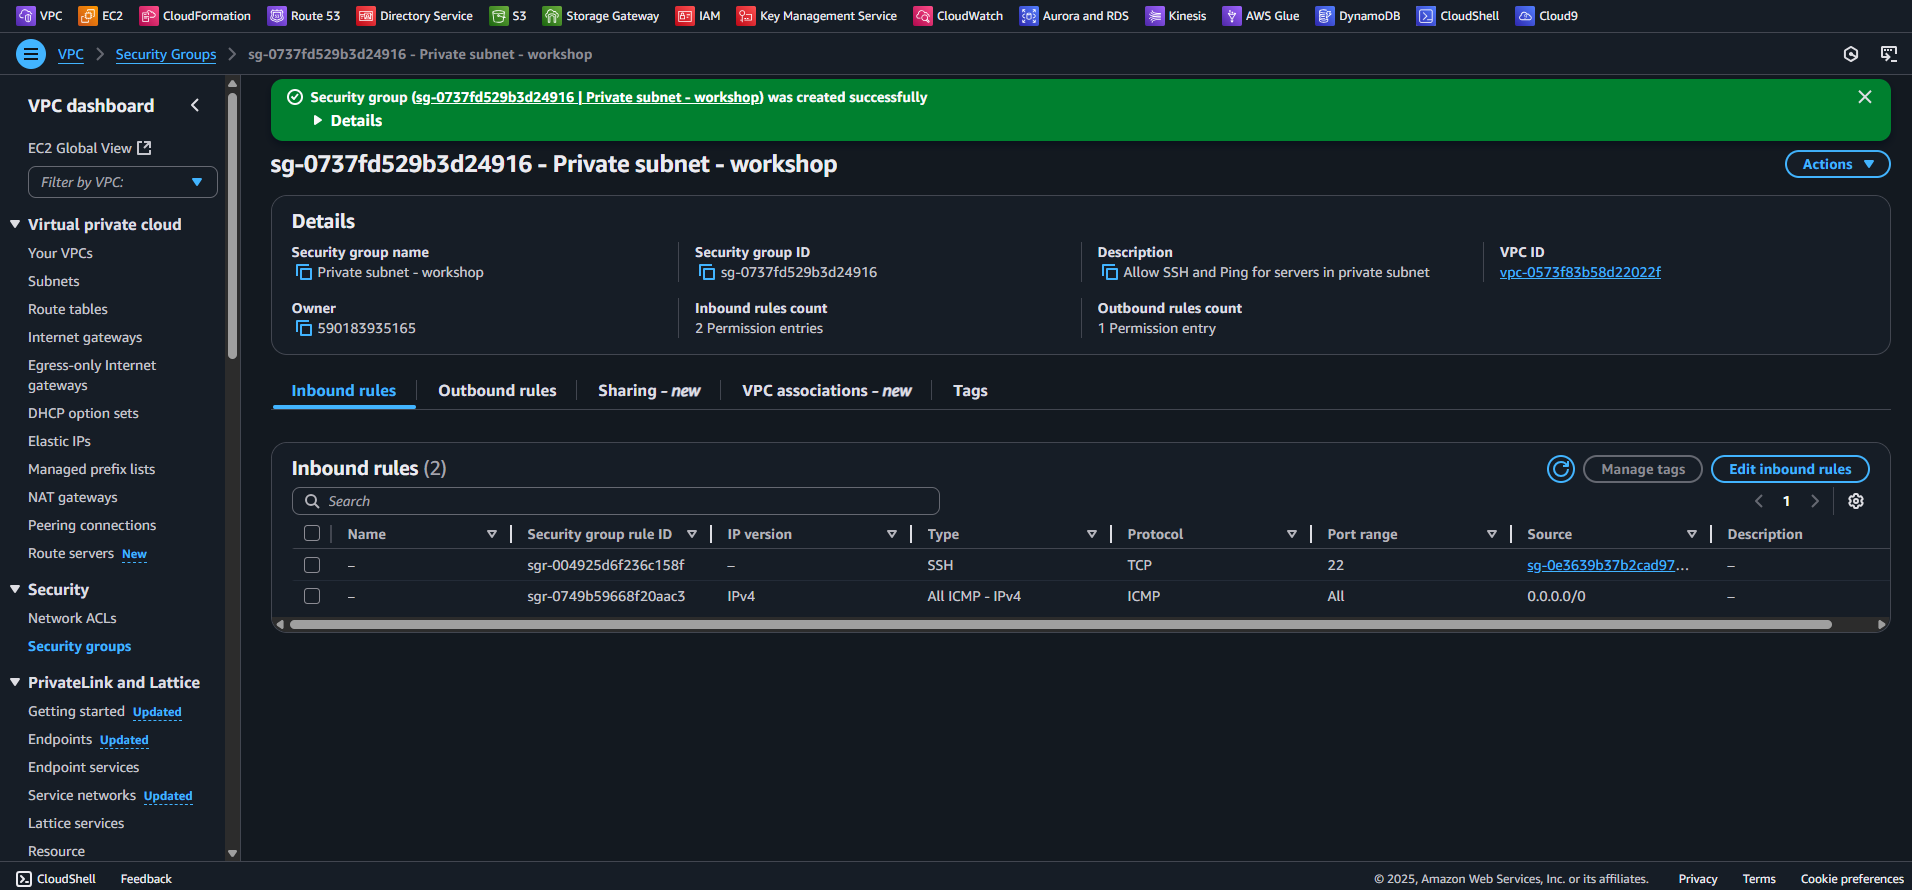 VPC EC2 CloudFormation Route 53 Directory Service S3 Storage Gateway IAM Key Management Service CloudWatch Aurora and RDS Kinesis AWS Glue DynamoDB CloudShell Cloud9
VPC Security Groups sg-0737fd529b3d24916 - Private subnet - workshop
VPC dashboard
EC2 Global View
Filter by VPC:
Virtual private cloud
Your VPCs
Subnets
Route tables
Internet gateways
Egress-only Internet
gateways
DHCP option sets
Elastic IPs
Managed prefix lists
NAT gateways
Peering connections
Route servers New
Security
Network ACLs
Security groups
PrivateLink and Lattice
Getting started Updated
Endpoints Updated
Endpoint services
Service networks Updated
Lattice services
Resource
Security group (sg-0737fd529b3d24916 | Private subnet - workshop) was created successfully
Details
sg-0737fd529b3d24916 - Private subnet - workshop
Actions
Details
Security group name
Private subnet - workshop
Security group ID
sg-0737fd529b3d24916
Description
Allow SSH and Ping for servers in private subnet
VPC ID
vpc-0573f83b58d22022f
Owner
590183935165
Inbound rules count
2 Permission entries
Outbound rules count
1 Permission entry
Inbound rules Outbound rules Sharing - new VPC associations - new Tags
Inbound rules (2)
Manage tags Edit inbound rules
Search
1
Name Security group rule ID IP version Type Protocol Port range Source Description
– sgr-004925d6f236c158f – SSH TCP 22 sg-0e3639b37b2cad97... –
– sgr-0749b59668f20aac3 IPv4 All ICMP - IPv4 ICMP All 0.0.0.0/0 –
CloudShell Feedback © 2025, Amazon Web Services, Inc. or its affiliates. Privacy Terms Cookie preferences